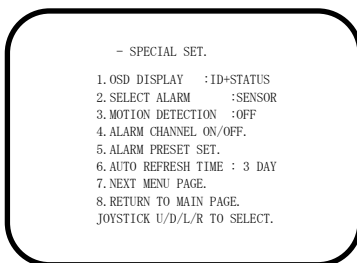 - SPECIAL SET.
1.OSD DISPLAY :ID+STATUS
2.SELECT ALARM :SENSOR
3.MOTION DETECTION :OFF
4.ALARM CHANNEL ON/OFF.
5.ALARM PRESET SET.
6.AUTO REFRESH TIME : 3 DAY
7.NEXT MENU PAGE.
8.RETURN TO MAIN PAGE.
JOYSTICK U/D/L/R TO SELECT.